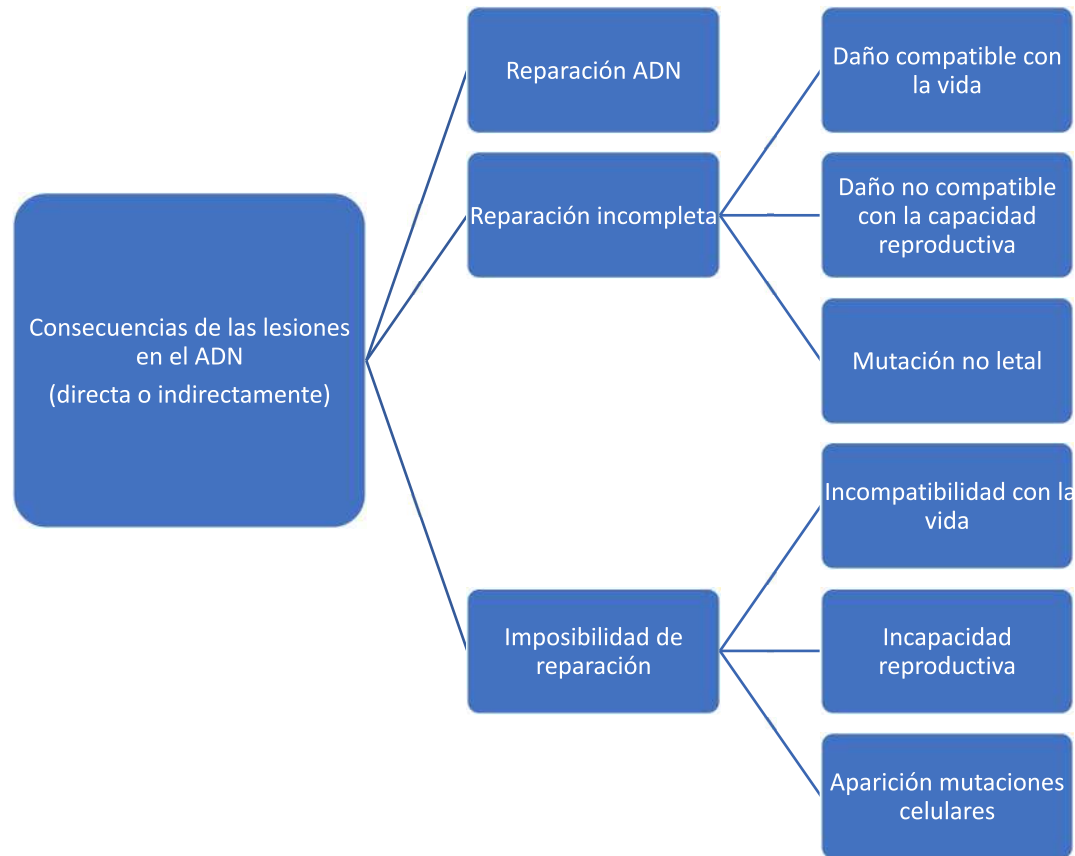 Consecuencias de las lesiones
en el ADN
(directa o indirectamente)
Reparación ADN
Reparación incompleta
Daño compatible con
la vida
Daño no compatible
con la capacidad
reproductiva
Mutación no letal
Imposibilidad de
reparación
Incompatibilidad con la
vida
Incapacidad
reproductiva
Aparición mutaciones
celulares